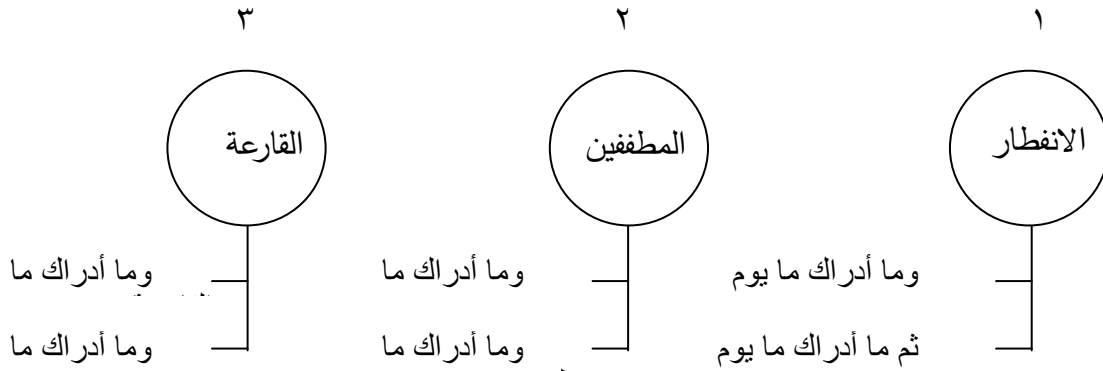 ١ ٢ ٣
الانفطار المطففين القارعة
وما أدراك ما يوم وما أدراك ما وما أدراك ما
ثم ما أدراك ما يوم وما أدراك ما وما أدراك ما